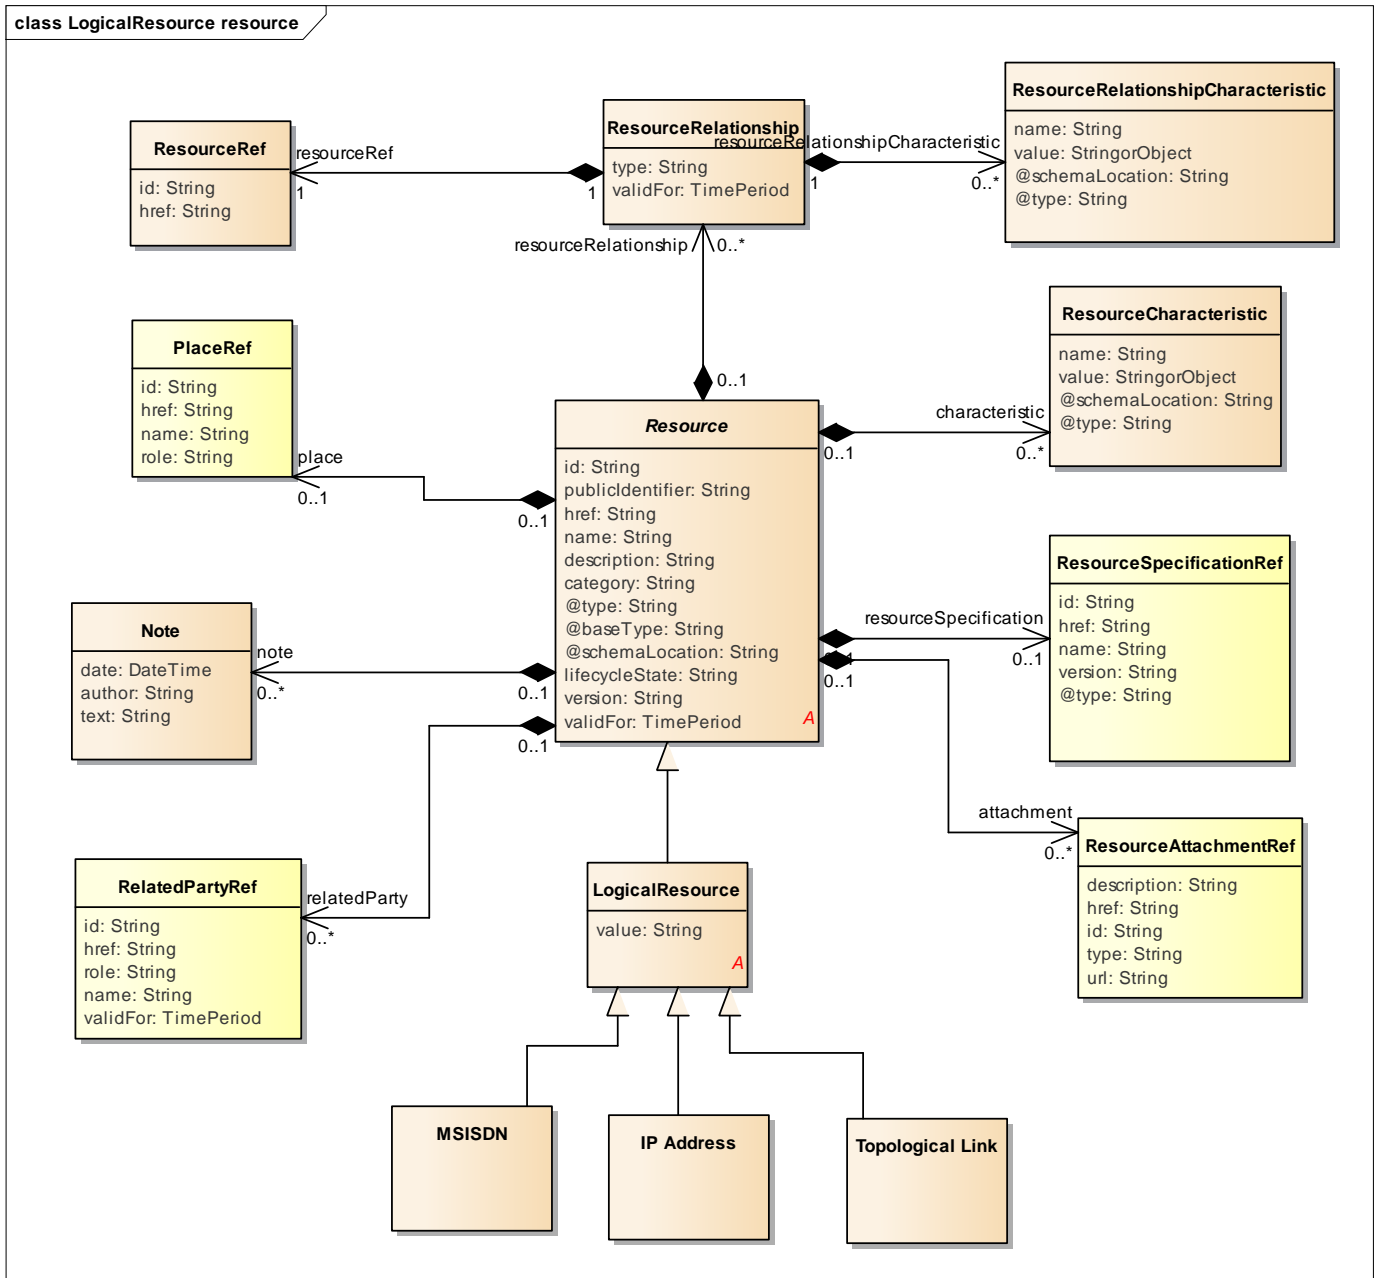 class LogicalResource resource
ResourceRef
id: String
href: String
resourceRef
1
1
ResourceRelationship
type: String
validFor: TimePeriod
resourceRelationshipCharacteristic
1
0..*
ResourceRelationshipCharacteristic
name: String
value: StringorObject
@schemaLocation: String
@type: String
resourceRelationship
0..*
0..1
PlaceRef
id: String
href: String
name: String
role: String
place
0..1
0..1
Resource
id: String
publicIdentifier: String
href: String
name: String
description: String
category: String
@type: String
@baseType: String
@schemaLocation: String
lifecycleState: String
version: String
validFor: TimePeriod
A
characteristic
0..1
0..*
ResourceCharacteristic
name: String
value: StringorObject
@schemaLocation: String
@type: String
resourceSpecification
0..1
0..1
ResourceSpecificationRef
id: String
href: String
name: String
version: String
@type: String
Note
date: DateTime
author: String
text: String
note
0..*
0..1
0..1
0..1
attachment
0..*
ResourceAttachmentRef
description: String
href: String
id: String
type: String
url: String
RelatedPartyRef
id: String
href: String
role: String
name: String
validFor: TimePeriod
relatedParty
0..*
LogicalResource
value: String
A
MSISDN
IP Address
Topological Link